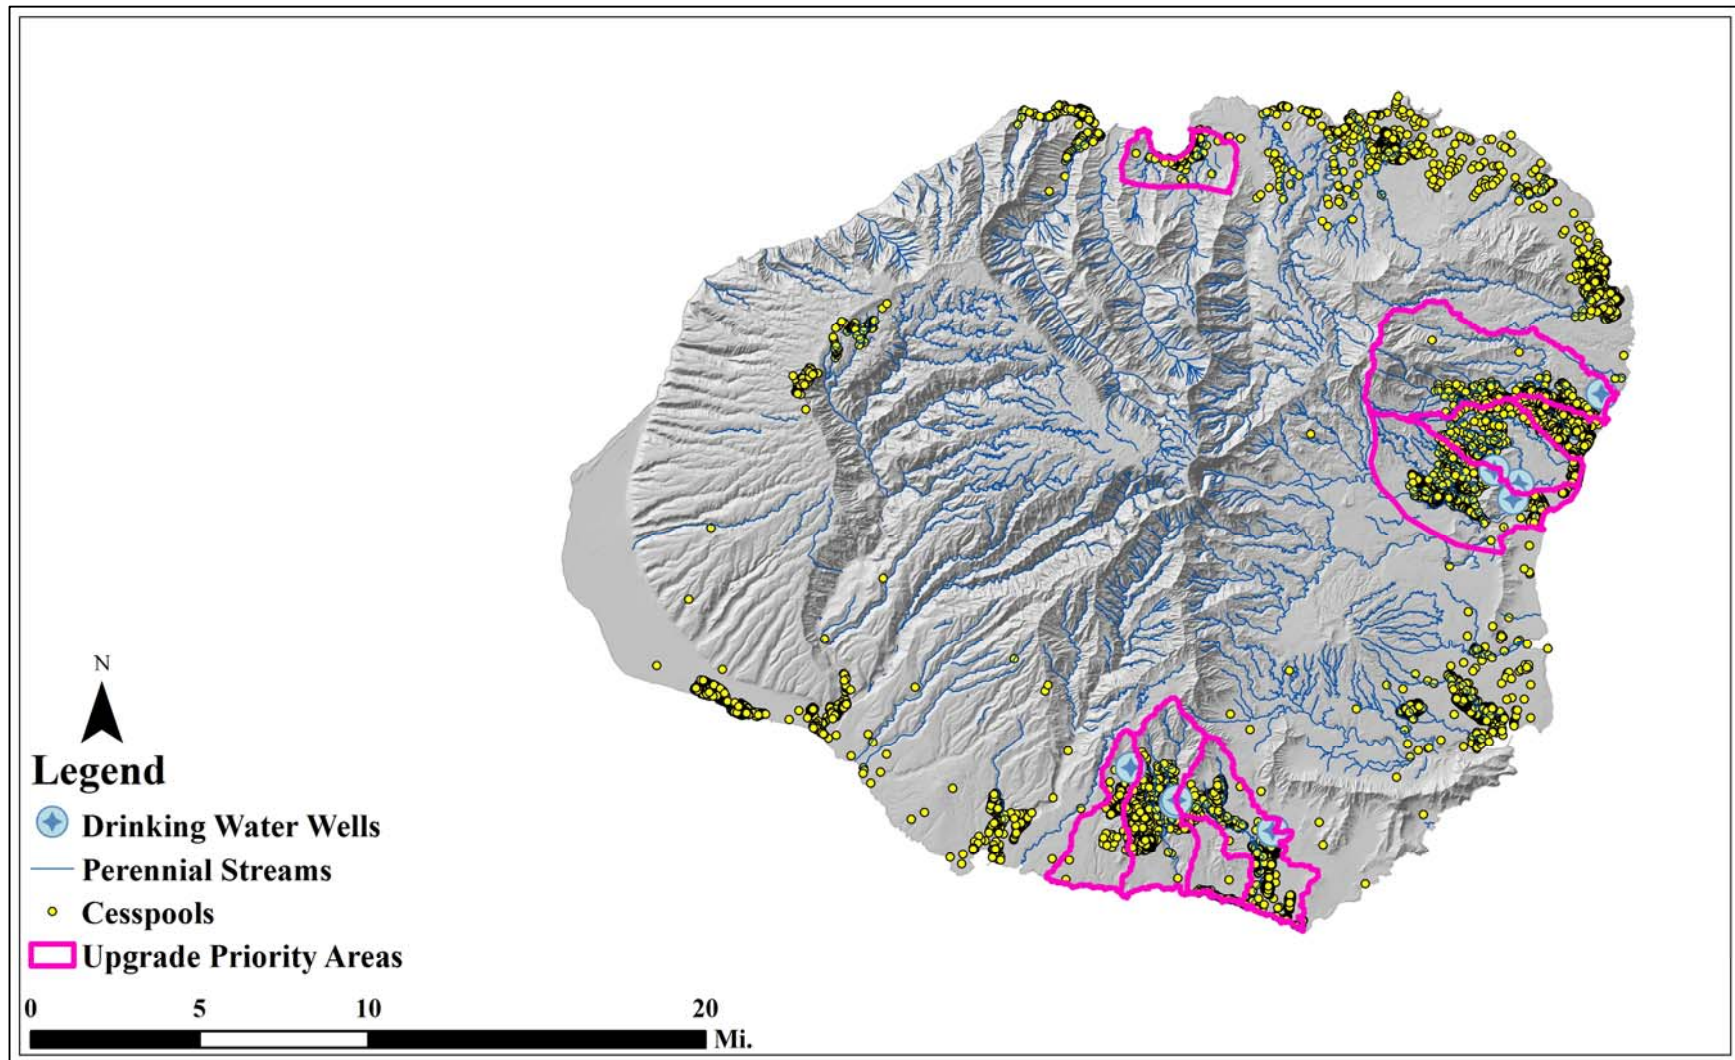 N
Legend
Drinking Water Wells
Perennial Streams
Cesspools
Upgrade Priority Areas
0 5 10 20
Mi.